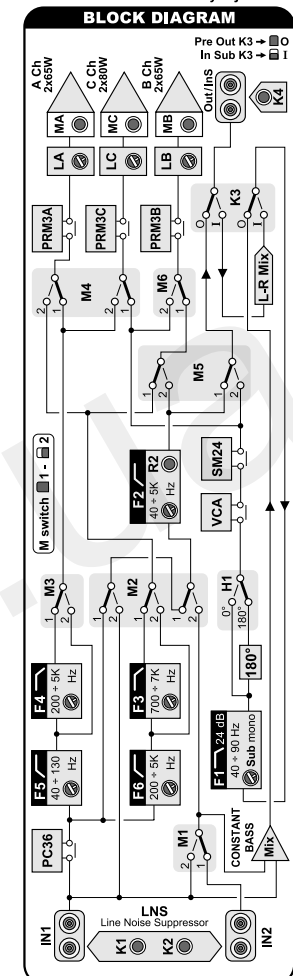 BLOCK DIAGRAM
Pre Out K3 → O
In Sub K3 → I
A Ch
2x65W
C Ch
2x80W
B Ch
2x65W
Out/InS
K4
MA
MC
MB
LA
LC
LB
K3
O
I
O
I
PRM3A
PRM3C
PRM3B
L-R Mix
M4
M6
2
1
2
1
2
1
M5
1
2
1
2
M switch 1 - 2
F2
R2
40 ÷ 5K Hz
SM24
VCA
M3
M2
H1
1
2
1
2
1
2
1
2
0°
180°
F4
200 ÷ 5K
Hz
F3
700 ÷ 7K
Hz
180°
F5
40 ÷ 130
Hz
F6
200 ÷ 5K
Hz
F1 24 dB
40 ÷ 90 Hz
Sub mono
PC36
M1
2
1
CONSTANT
BASS
Mix
IN1
LNS
Line Noise Suppressor
K1
K2
IN2